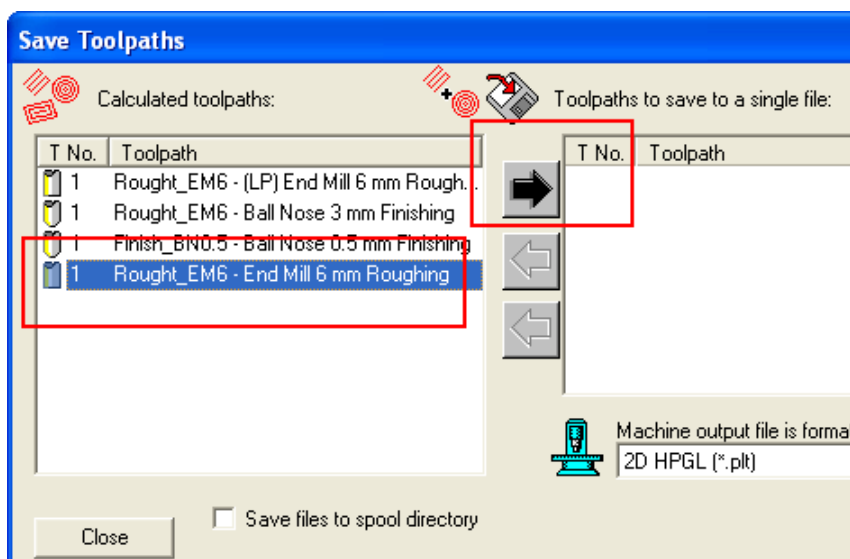 Save Toolpaths
Calculated toolpaths:
Toolpaths to save to a single file:
T No. Toolpath
T No. Toolpath
1 Rought_EM6 - (LP) End Mill 6 mm Rough...
1 Rought_EM6 - Ball Nose 3 mm Finishing
1 Finish_BN0.5 - Ball Nose 0.5 mm Finishing
1 Rought_EM6 - End Mill 6 mm Roughing
Machine output file is forma
2D HPGL (*.plt)
Save files to spool directory
Close